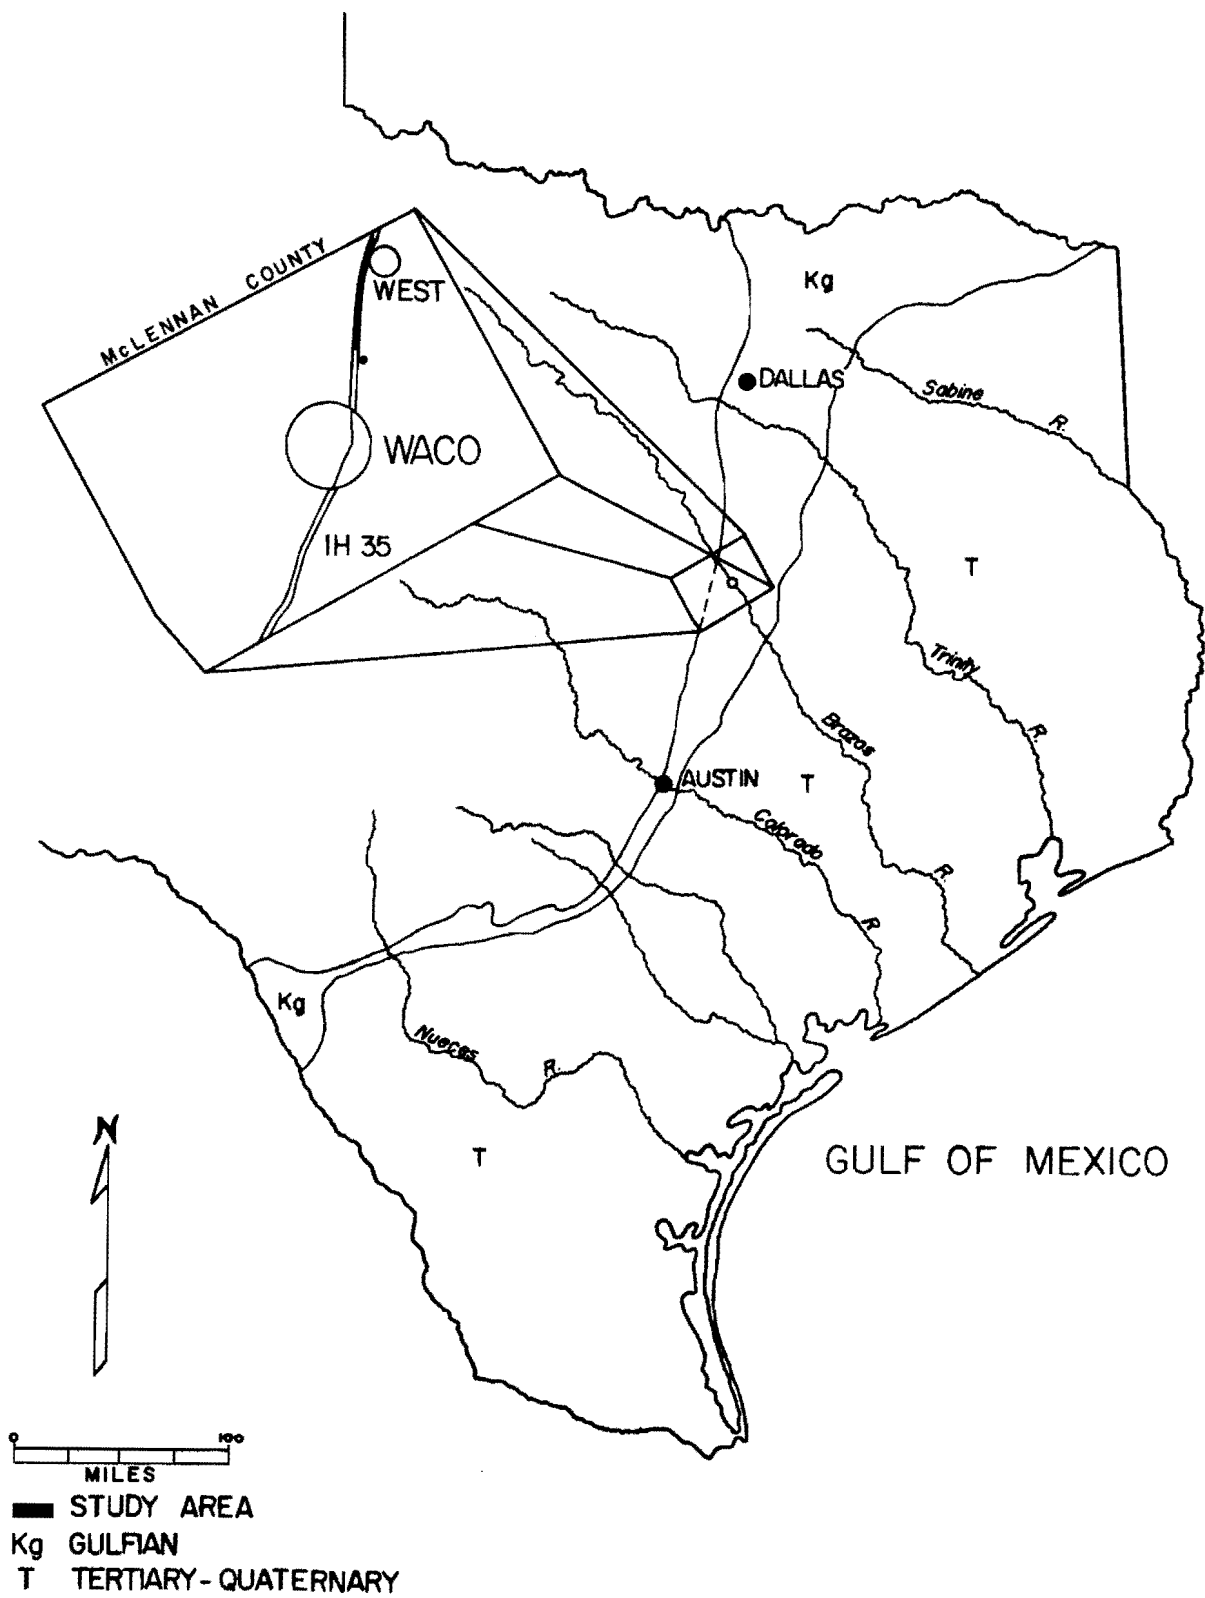 Kg
McLENNAN COUNTY
WEST
DALLAS
Sabine R.
WACO
IH 35
T
Trinity R.
Brazos R.
AUSTIN
T
Colorado R.
Kg
Nueces R.
N
T
GULF OF MEXICO
0 100
MILES
STUDY AREA
Kg GULFIAN
T TERTIARY-QUATERNARY